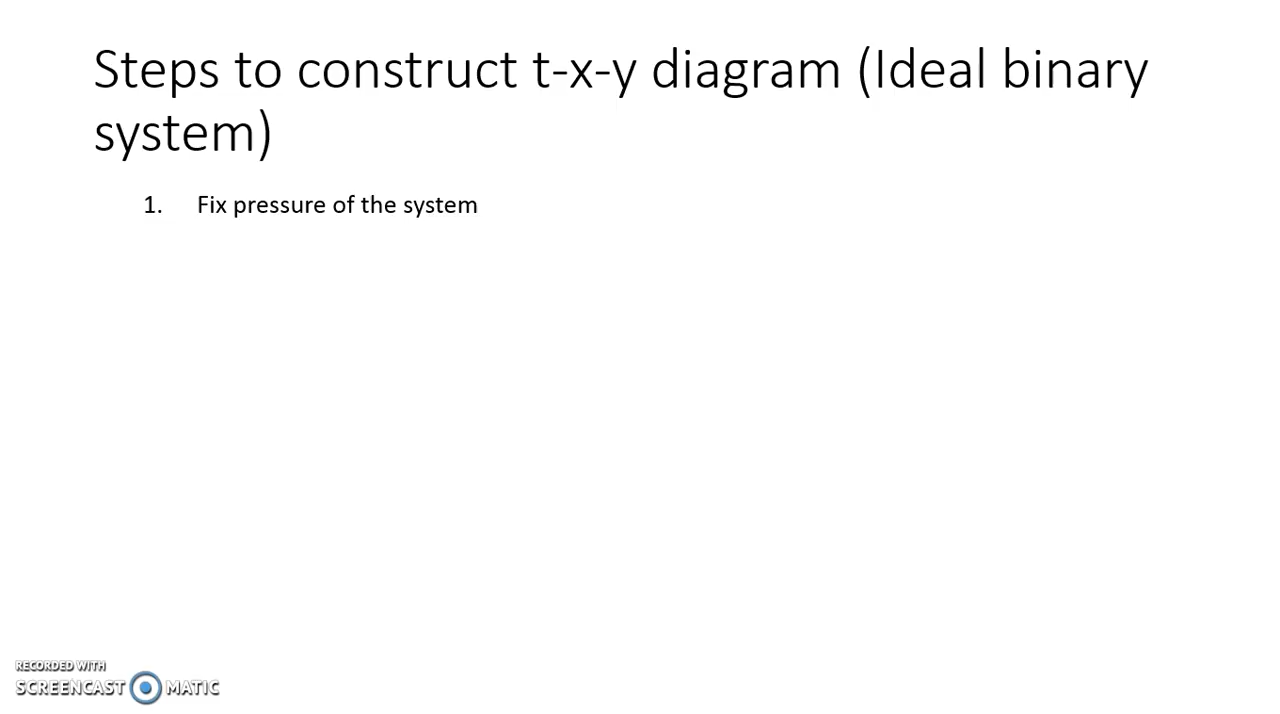 Steps to construct t-x-y diagram (Ideal binary
system)
1. Fix pressure of the system
RECORDED WITH
SCREENCAST MATIC